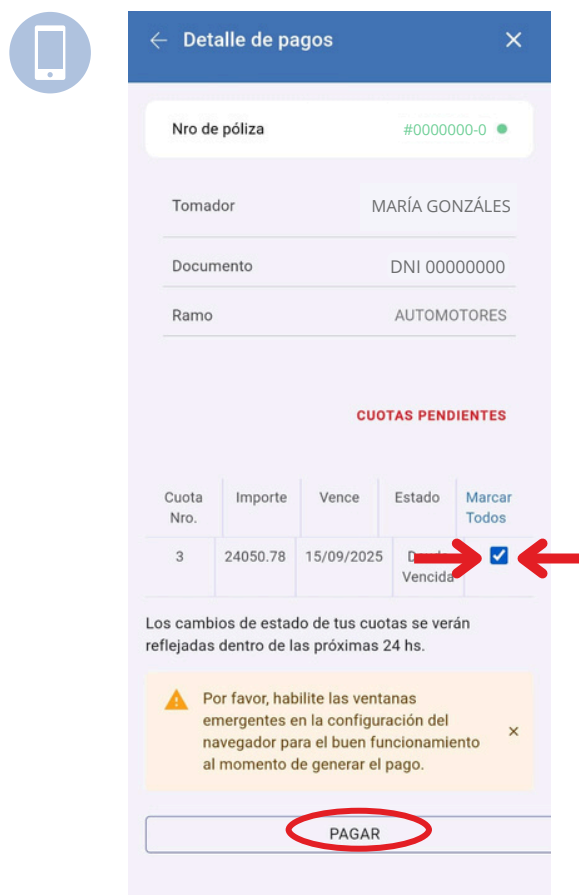 Detalle de pagos
Nro de póliza #0000000-0
Tomador MARÍA GONZÁLES
Documento DNI 00000000
Ramo AUTOMOTORES
CUOTAS PENDIENTES
Cuota Nro. Importe Vence Estado Marcar Todos
3 24050.78 15/09/2025 Vencida
Los cambios de estado de tus cuotas se verán
reflejadas dentro de las próximas 24 hs.
Por favor, habilite las ventanas
emergentes en la configuración del
navegador para el buen funcionamiento
al momento de generar el pago.
PAGAR